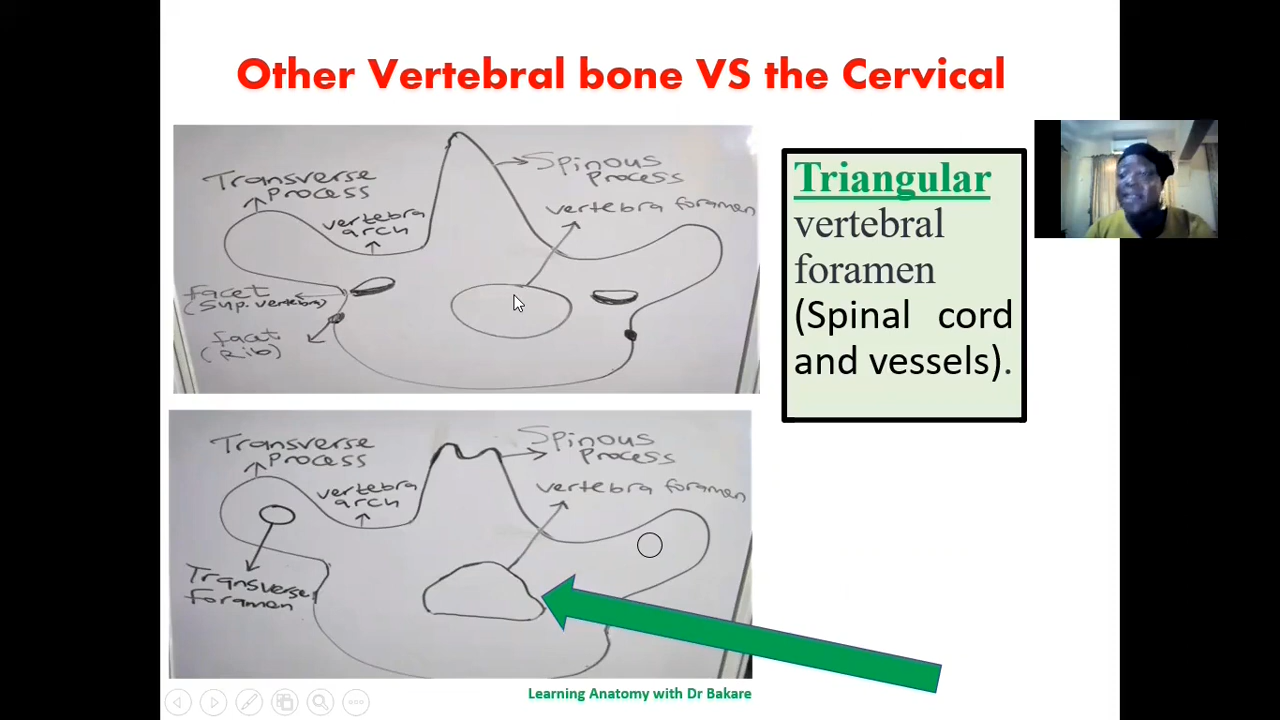 Other Vertebral bone VS the Cervical
Transverse
process
Spinous
process
vertebra
arch
vertebra foramen
facet
(Sup. vertebra)
facet
(Rib)
Triangular
vertebral
foramen
(Spinal cord
and vessels).
Transverse
process
Spinous
process
vertebra
arch
vertebra foramen
Transverse
foramen
Learning Anatomy with Dr Bakare